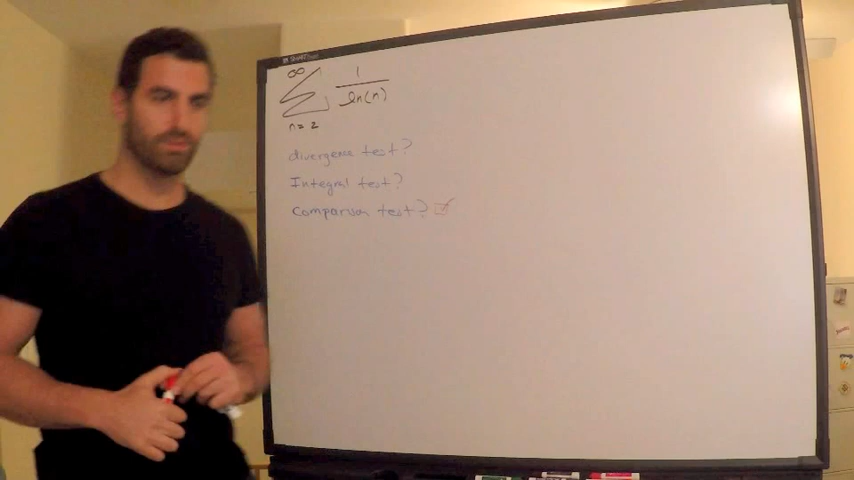 ∞
Σ 1/ln(n)
n=2
divergence test?
Integral test?
Comparison test? ☑